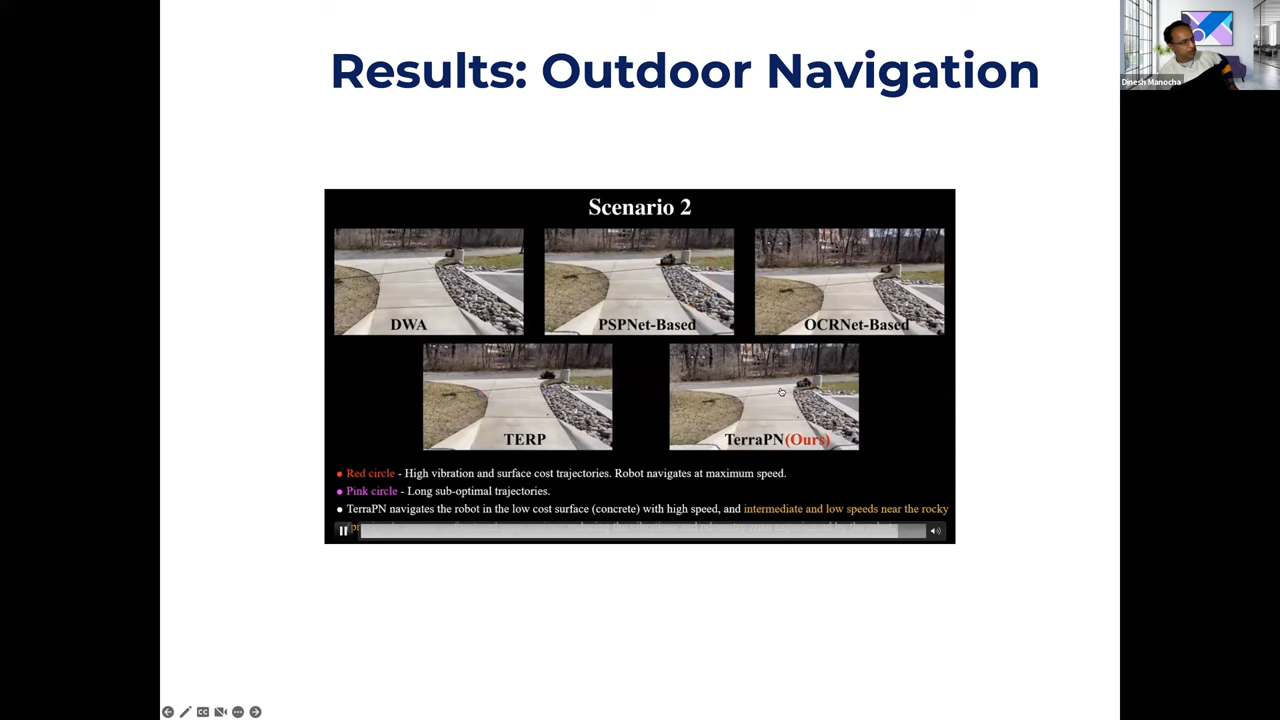 Results: Outdoor Navigation
Dinesh Manocha
Scenario 2
DWA
PSPNet-Based
OCRNet-Based
TERP
TerraPN(Ours)
● Red circle - High vibration and surface cost trajectories. Robot navigates at maximum speed.
● Pink circle - Long sub-optimal trajectories.
● TerraPN navigates the robot in the low cost surface (concrete) with high speed, and intermediate and low speeds near the rocky
CC